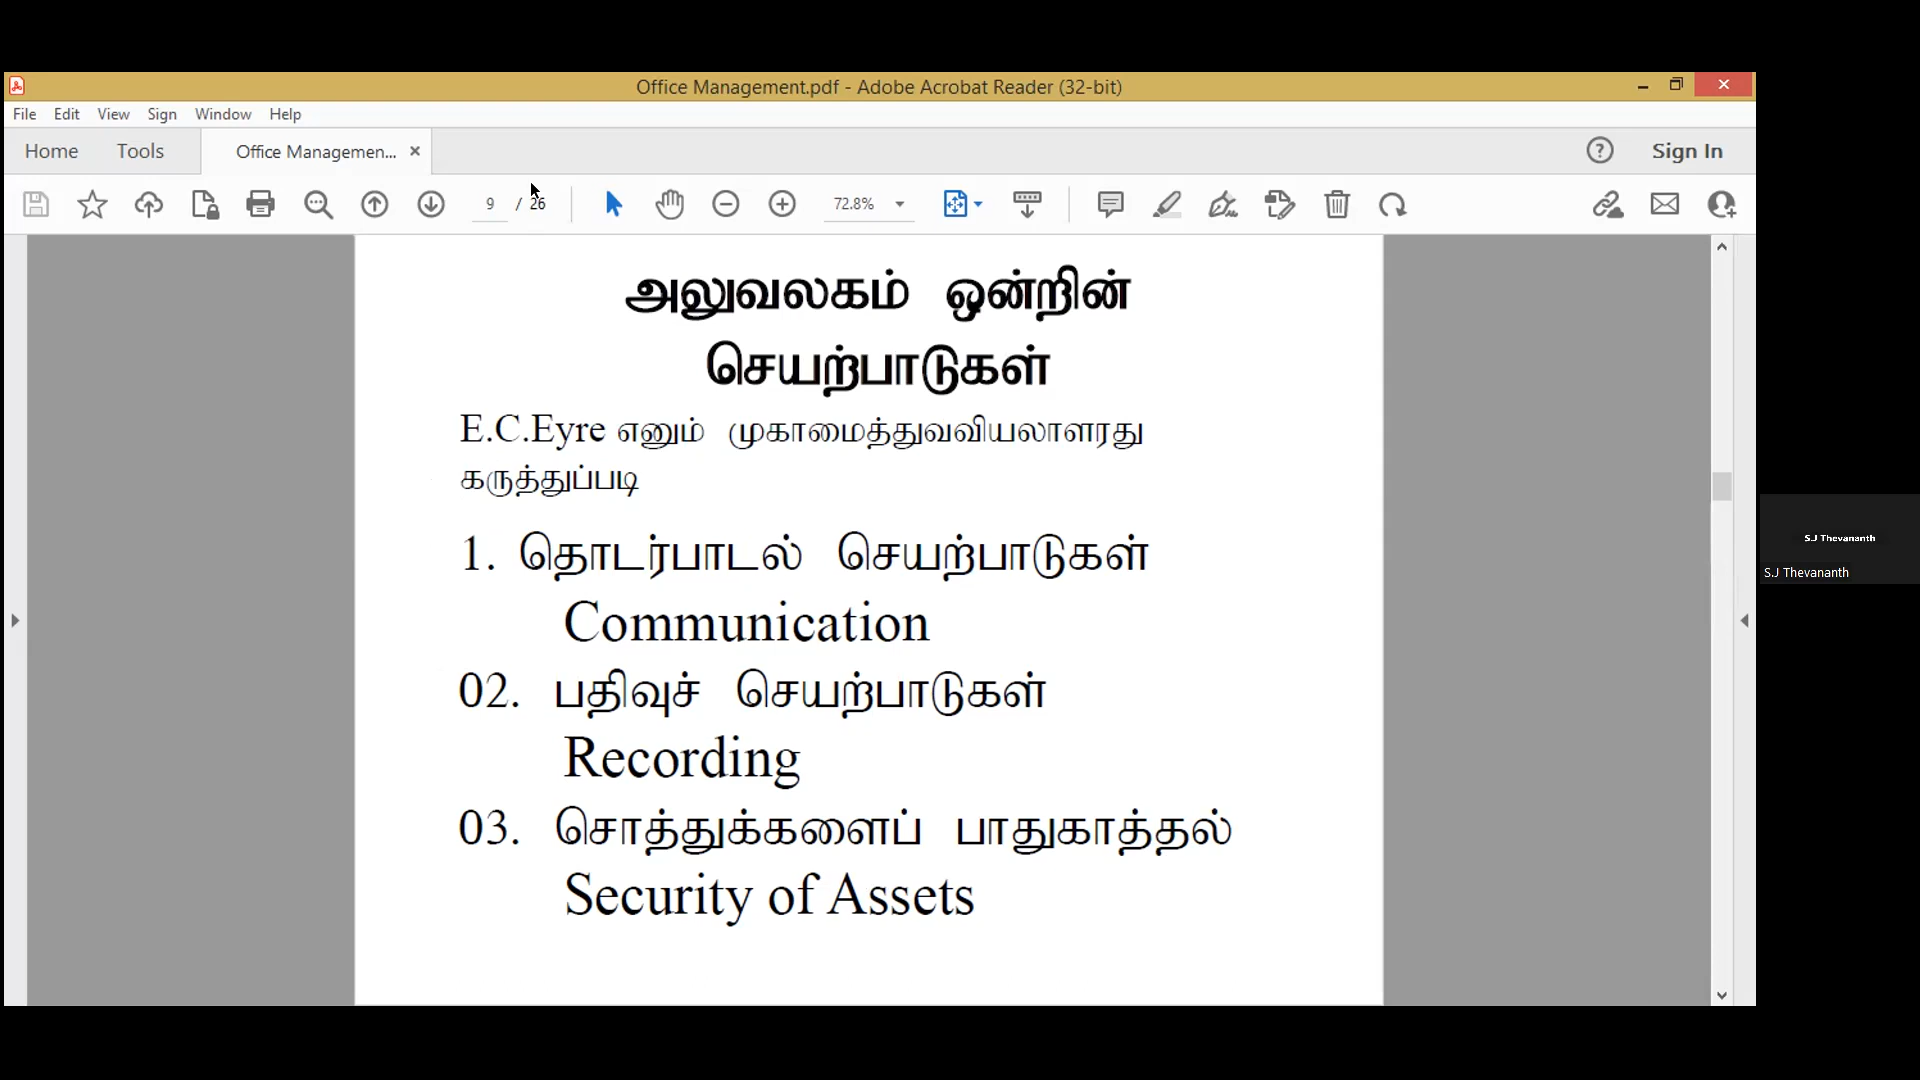 Office Management.pdf - Adobe Acrobat Reader (32-bit)
File Edit View Sign Window Help
Home Tools Office Managemen... Sign In
9 / 26 72.8%
அலுவலகம் ஒன்றின்
செயற்பாடுகள்
E.C.Eyre எனும் முகாமைத்துவவியலாளரது
கருத்துப்படி
1. தொடர்பாடல் செயற்பாடுகள்
Communication
02. பதிவுச் செயற்பாடுகள்
Recording
03. சொத்துக்களைப் பாதுகாத்தல்
Security of Assets
S.J Thevananth
S.J Thevananth